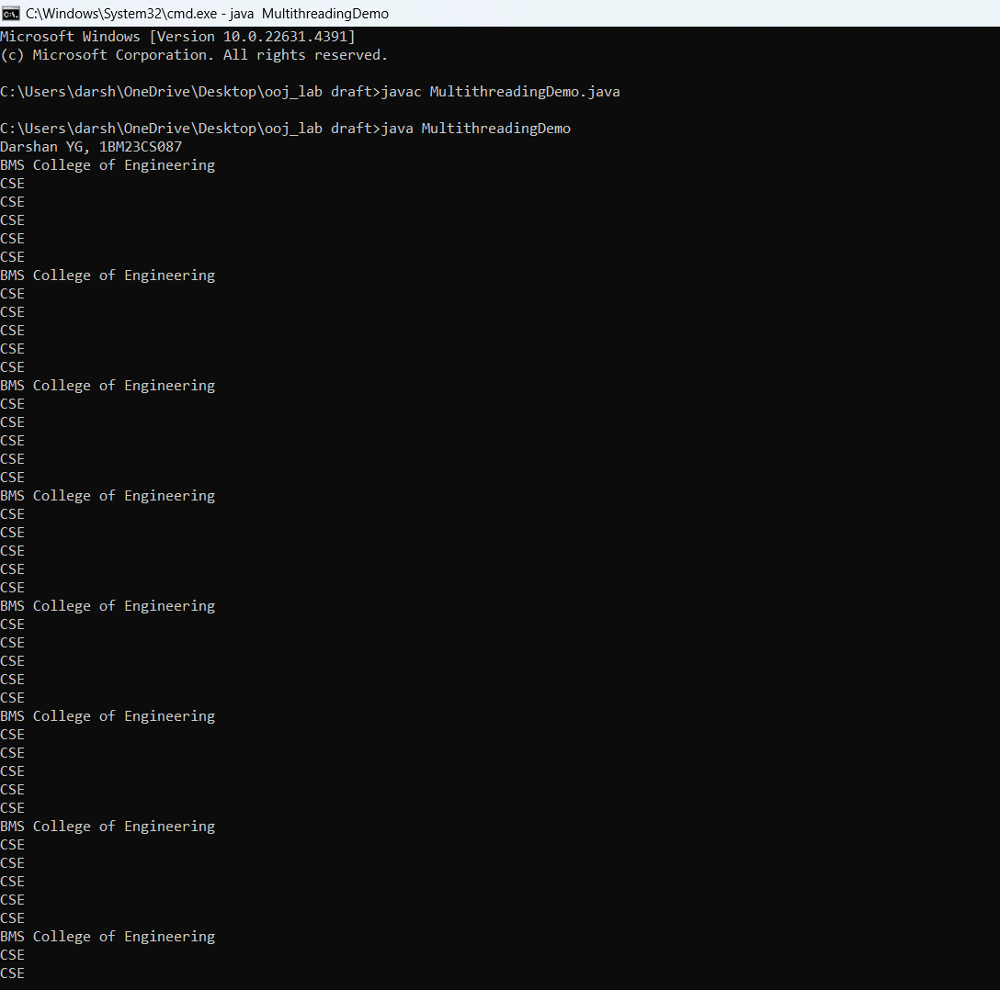 C:\Windows\System32\cmd.exe - java  MultithreadingDemo
Microsoft Windows [Version 10.0.22631.4391]
(c) Microsoft Corporation. All rights reserved.
C:\Users\darsh\OneDrive\Desktop\ooj_lab draft>javac MultithreadingDemo.java
C:\Users\darsh\OneDrive\Desktop\ooj_lab draft>java MultithreadingDemo
Darshan YG, 1BM23CS087
BMS College of Engineering
CSE
CSE
CSE
CSE
CSE
BMS College of Engineering
CSE
CSE
CSE
CSE
CSE
BMS College of Engineering
CSE
CSE
CSE
CSE
CSE
BMS College of Engineering
CSE
CSE
CSE
CSE
CSE
BMS College of Engineering
CSE
CSE
CSE
CSE
CSE
BMS College of Engineering
CSE
CSE
CSE
CSE
CSE
BMS College of Engineering
CSE
CSE
CSE
CSE
CSE
BMS College of Engineering
CSE
CSE